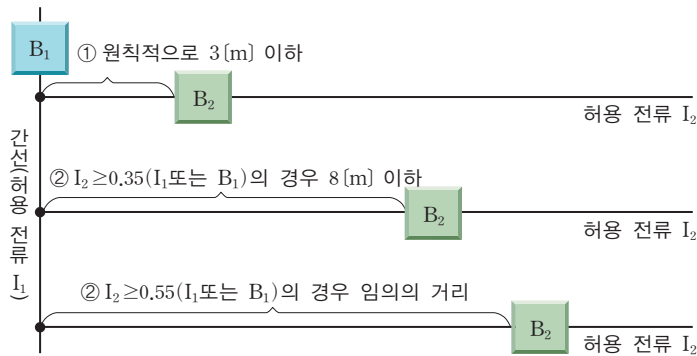 B₁
① 원칙적으로 3〔m〕 이하
B₂
허용 전류 I₂
간선(허용 전류 I₁)
② I₂≥0.35(I₁또는 B₁)의 경우 8〔m〕 이하
B₂
허용 전류 I₂
② I₂≥0.55(I₁또는 B₁)의 경우 임의의 거리
B₂
허용 전류 I₂